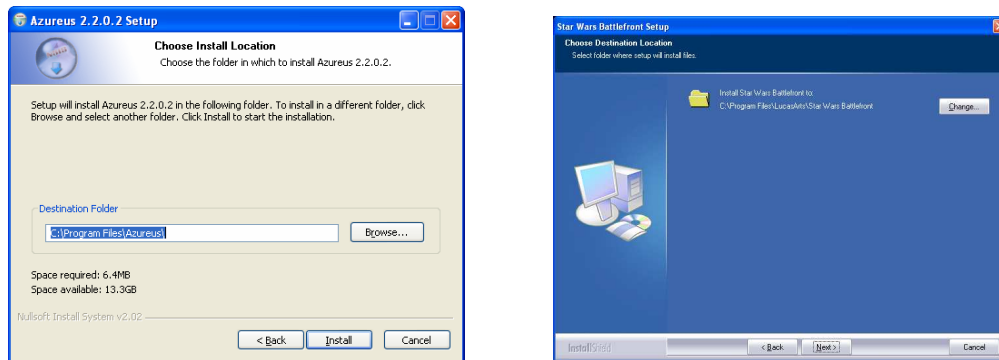 Azureus 2.2.0.2 Setup
Choose Install Location
Choose the folder in which to install Azureus 2.2.0.2.
Setup will install Azureus 2.2.0.2 in the following folder. To install in a different folder, click
Browse and select another folder. Click Install to start the installation.
Destination Folder
C:\Program Files\Azureus\
Browse...
Space required: 6.4MB
Space available: 13.3GB
Nullsoft Install System v2.02
< Back
Install
Cancel
Star Wars Battlefront Setup
Choose Destination Location
Select folder where setup will install files.
Install Star Wars Battlefront to:
C:\Program Files\LucasArts\Star Wars Battlefront
Change...
InstallShield
< Back
Next >
Cancel